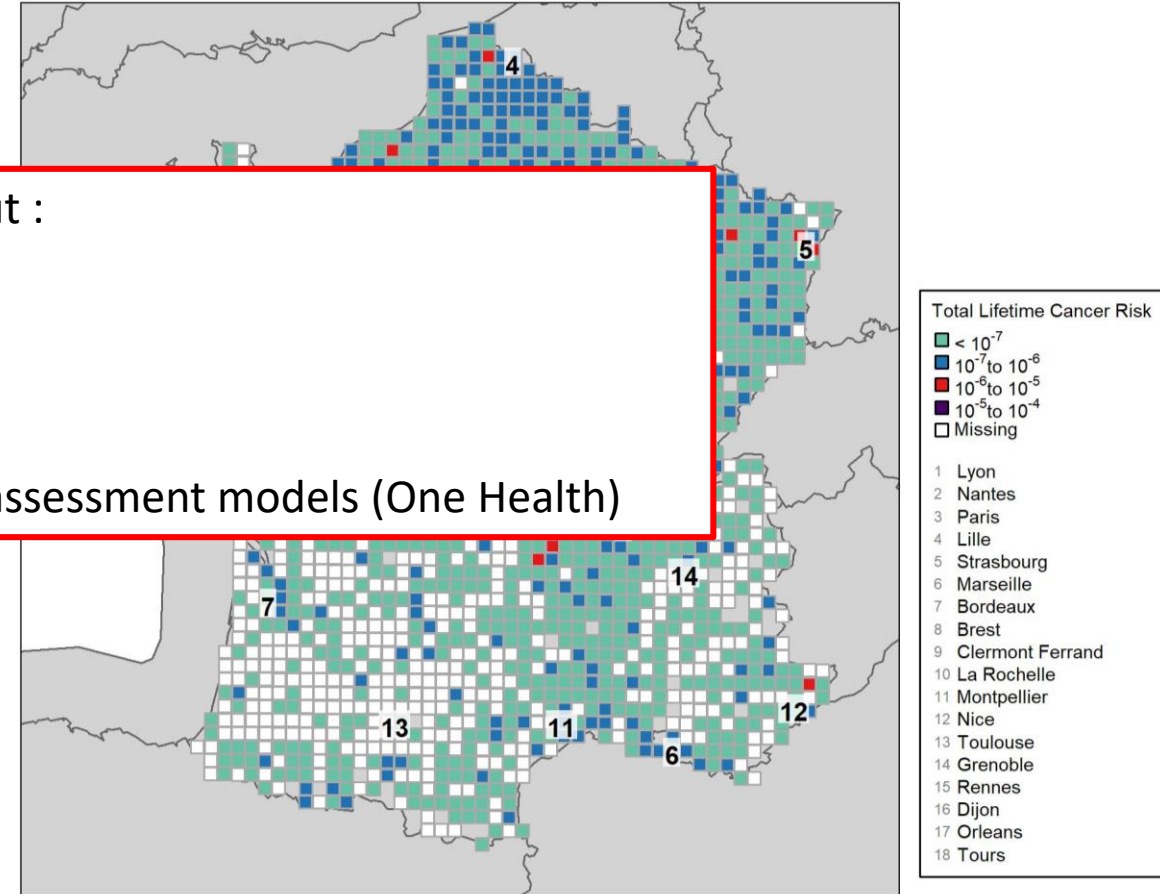 4
ut :
5
assessment models (One Health)
14
7
12
13
11
6
Total Lifetime Cancer Risk
< 10⁻⁷
10⁻⁷to 10⁻⁶
10⁻⁶to 10⁻⁵
10⁻⁵to 10⁻⁴
Missing
1 Lyon
2 Nantes
3 Paris
4 Lille
5 Strasbourg
6 Marseille
7 Bordeaux
8 Brest
9 Clermont Ferrand
10 La Rochelle
11 Montpellier
12 Nice
13 Toulouse
14 Grenoble
15 Rennes
16 Dijon
17 Orleans
18 Tours